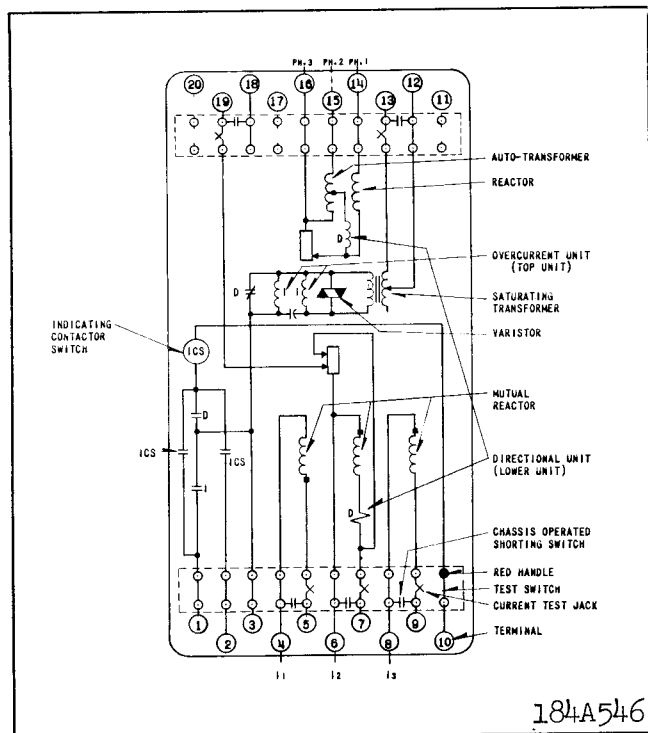 PH.3 PH.2 PH.1
20 19 18 17 16 15 14 13 12 11
AUTO-TRANSFORMER
REACTOR
D
OVERCURRENT UNIT
(TOP UNIT)
D I I
SATURATING
TRANSFORMER
INDICATING
CONTACTOR
SWITCH
VARISTOR
ICS
MUTUAL
REACTOR
D
ICS ICS
DIRECTIONAL UNIT
(LOWER UNIT)
I
D
CHASSIS OPERATED
SHORTING SWITCH
RED HANDLE
TEST SWITCH
CURRENT TEST JACK
1 2 3 4 5 6 7 8 9 10
TERMINAL
I1 I2 I3
184A546